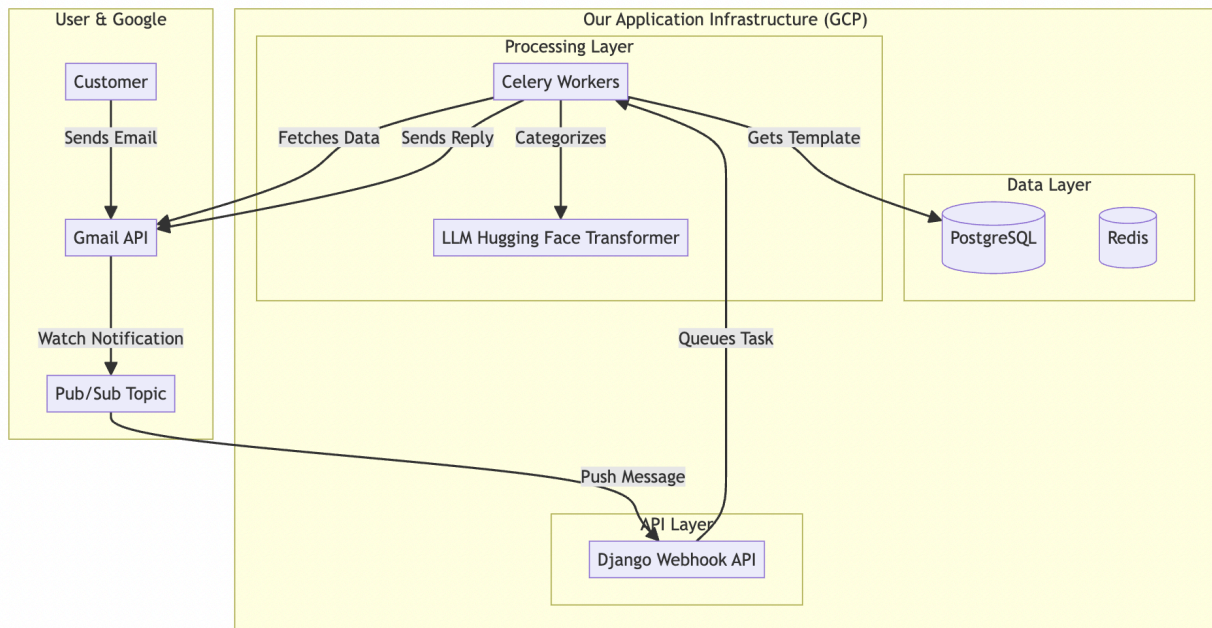 User & Google
Our Application Infrastructure (GCP)
Processing Layer
Customer
Celery Workers
Sends Email
Fetches Data
Sends Reply
Categorizes
Gets Template
Data Layer
Gmail API
LLM Hugging Face Transformer
PostgreSQL
Redis
Watch Notification
Queues Task
Pub/Sub Topic
Push Message
API Layer
Django Webhook API